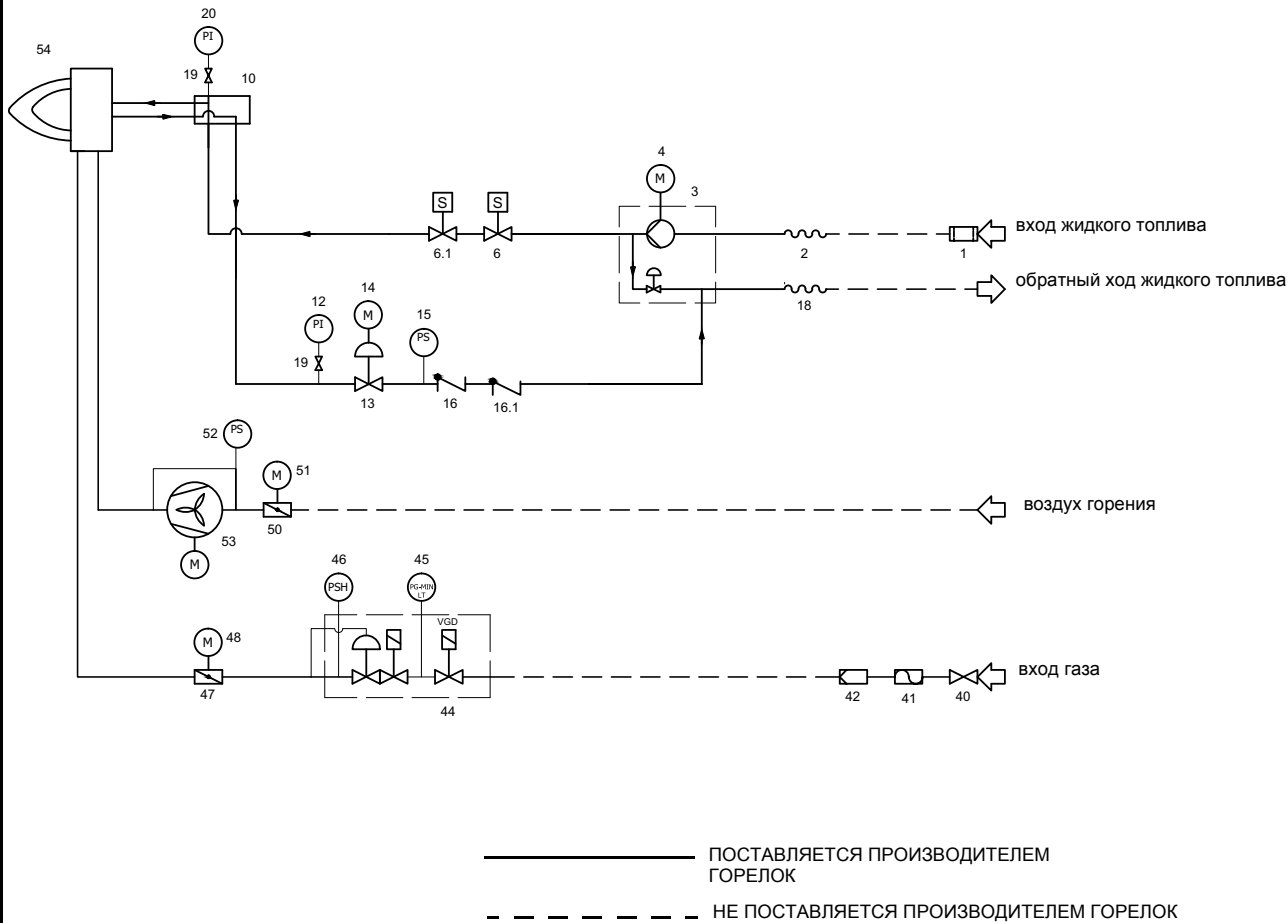 20
PI
54
19
10
4
M
3
S
S
6.1
6
2
1
вход жидкого топлива
обратный ход жидкого топлива
18
14
12
M
15
PI
PS
19
13
16
16.1
52
PS
51
M
50
воздух горения
53
M
46
45
PSH
PG-MIN
LT
VGD
M
48
47
44
42
41
40
вход газа
ПОСТАВЛЯЕТСЯ ПРОИЗВОДИТЕЛЕМ
ГОРЕЛОК
НЕ ПОСТАВЛЯЕТСЯ ПРОИЗВОДИТЕЛЕМ ГОРЕЛОК